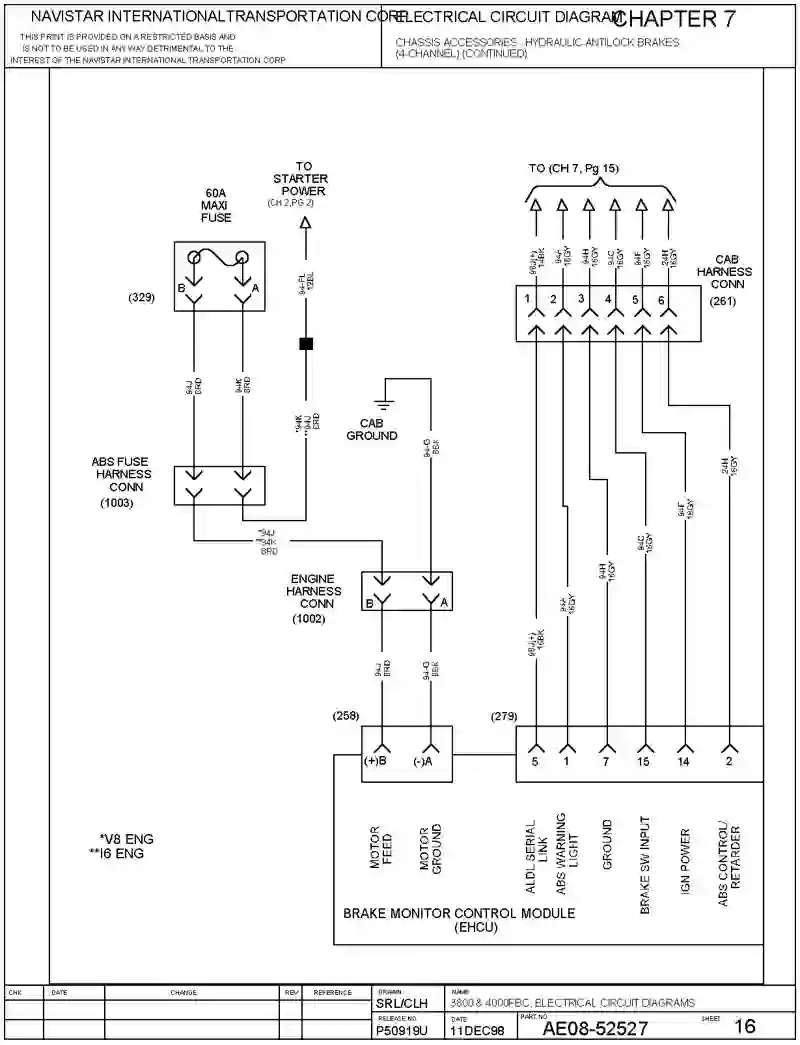 NAVISTAR INTERNATIONAL TRANSPORTATION CORP
THIS PRINT IS PROVIDED ON A RESTRICTED BASIS AND
IS NOT TO BE USED IN ANY WAY DETRIMENTAL TO THE
INTEREST OF THE NAVISTAR INTERNATIONAL TRANSPORTATION CORP
ELECTRICAL CIRCUIT DIAGRAM
CHAPTER 7
CHASSIS ACCESSORIES HYDRAULIC ANTILOCK BRAKES
(4-CHANNEL) (CONTINUED)
60A
MAXI
FUSE
TO
STARTER
POWER
(CH 2,PG 2)
TO (CH 7, Pg 15)
94-FL
12BL
98J(+)
14BK
94A
16GY
94H
16GY
94C
16GY
94F
16GY
24H
16GY
CAB
HARNESS
CONN
(261)
(329)
B
A
1
2
3
4
5
6
94J
8RD
94K
8RD
*94K
**94J
8RD
CAB
GROUND
94-G
8BK
ABS FUSE
HARNESS
CONN
(1003)
*94J
**94K
8RD
ENGINE
HARNESS
CONN
(1002)
B
A
94J
8RD
94-G
8BK
98J(+)
16BK
94A
16GY
94H
16GY
94C
16GY
94F
16GY
24H
16GY
(258)
(279)
(+)B
(-)A
5
1
7
15
14
2
MOTOR
FEED
MOTOR
GROUND
ALDL SERIAL
LINK
ABS WARNING
LIGHT
GROUND
BRAKE SW INPUT
IGN POWER
ABS CONTROL/
RETARDER
*V8 ENG
**I6 ENG
BRAKE MONITOR CONTROL MODULE
(EHCU)
CHK
DATE
CHANGE
REV
REFERENCE
DRAWN
SRL/CLH
NAME
3800 & 4000FBC, ELECTRICAL CIRCUIT DIAGRAMS
RELEASE NO.
P50919U
DATE
11DEC98
PART NO.
AE08-52527
SHEET
16